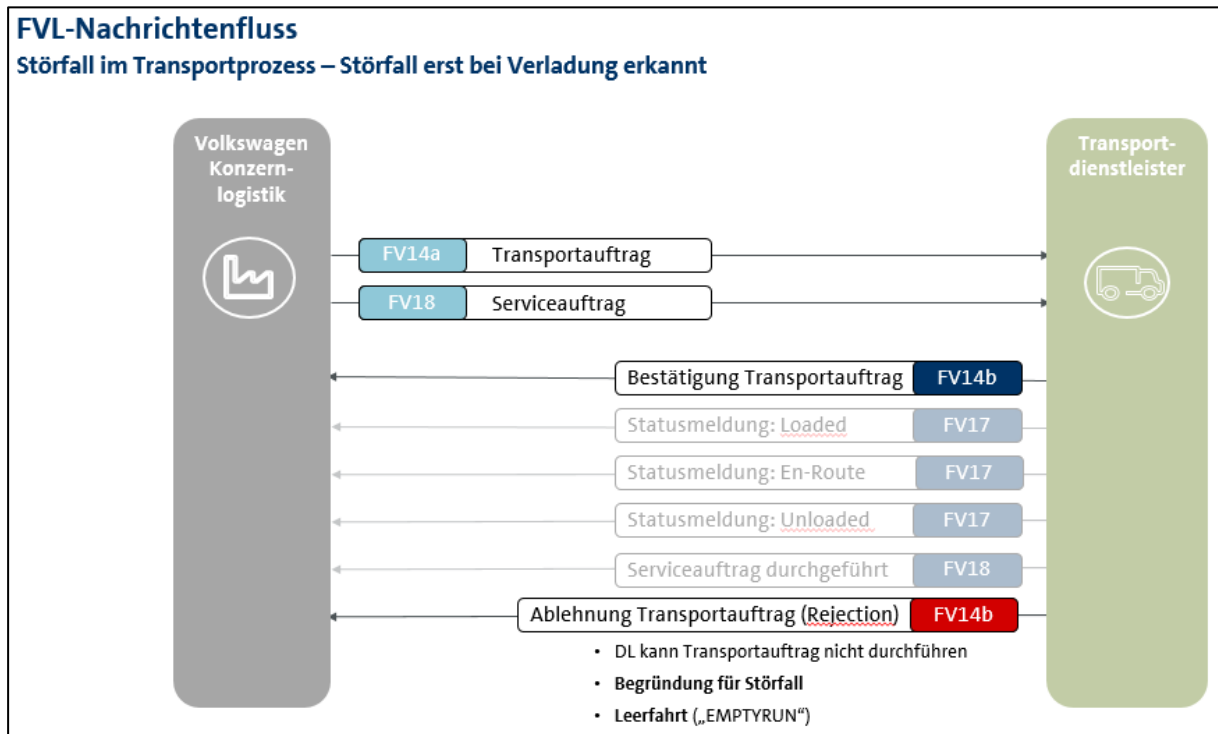 FVL-Nachrichtenfluss
Störfall im Transportprozess – Störfall erst bei Verladung erkannt
Volkswagen
Konzern-
logistik
Transport-
dienstleister
FV14a Transportauftrag
FV18 Serviceauftrag
Bestätigung Transportauftrag FV14b
Statusmeldung: Loaded FV17
Statusmeldung: En-Route FV17
Statusmeldung: Unloaded FV17
Serviceauftrag durchgeführt FV18
Ablehnung Transportauftrag (Rejection) FV14b
• DL kann Transportauftrag nicht durchführen
• Begründung für Störfall
• Leerfahrt („EMPTYRUN“)